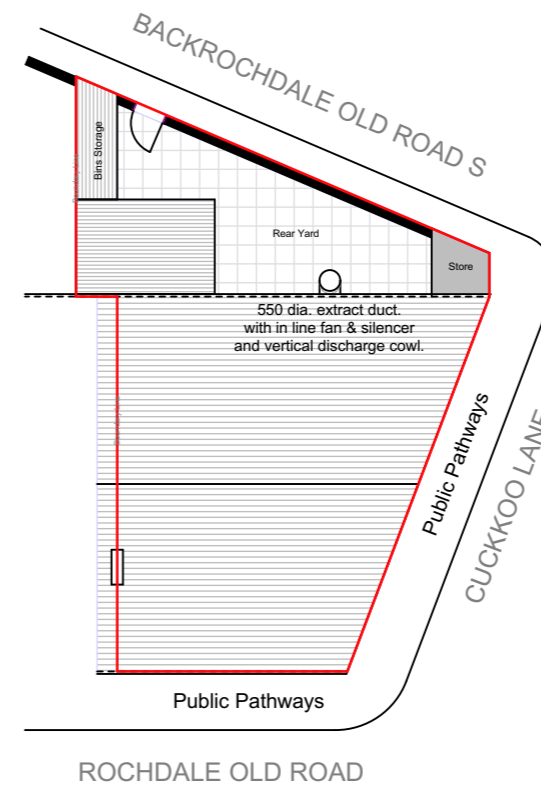 BACKROCHDALE OLD ROAD S
Bins Storage
Rear Yard
Store
550 dia. extract duct.
with in line fan & silencer
and vertical discharge cowl.
Public Pathways
CUCKKOO LANE
Public Pathways
ROCHDALE OLD ROAD